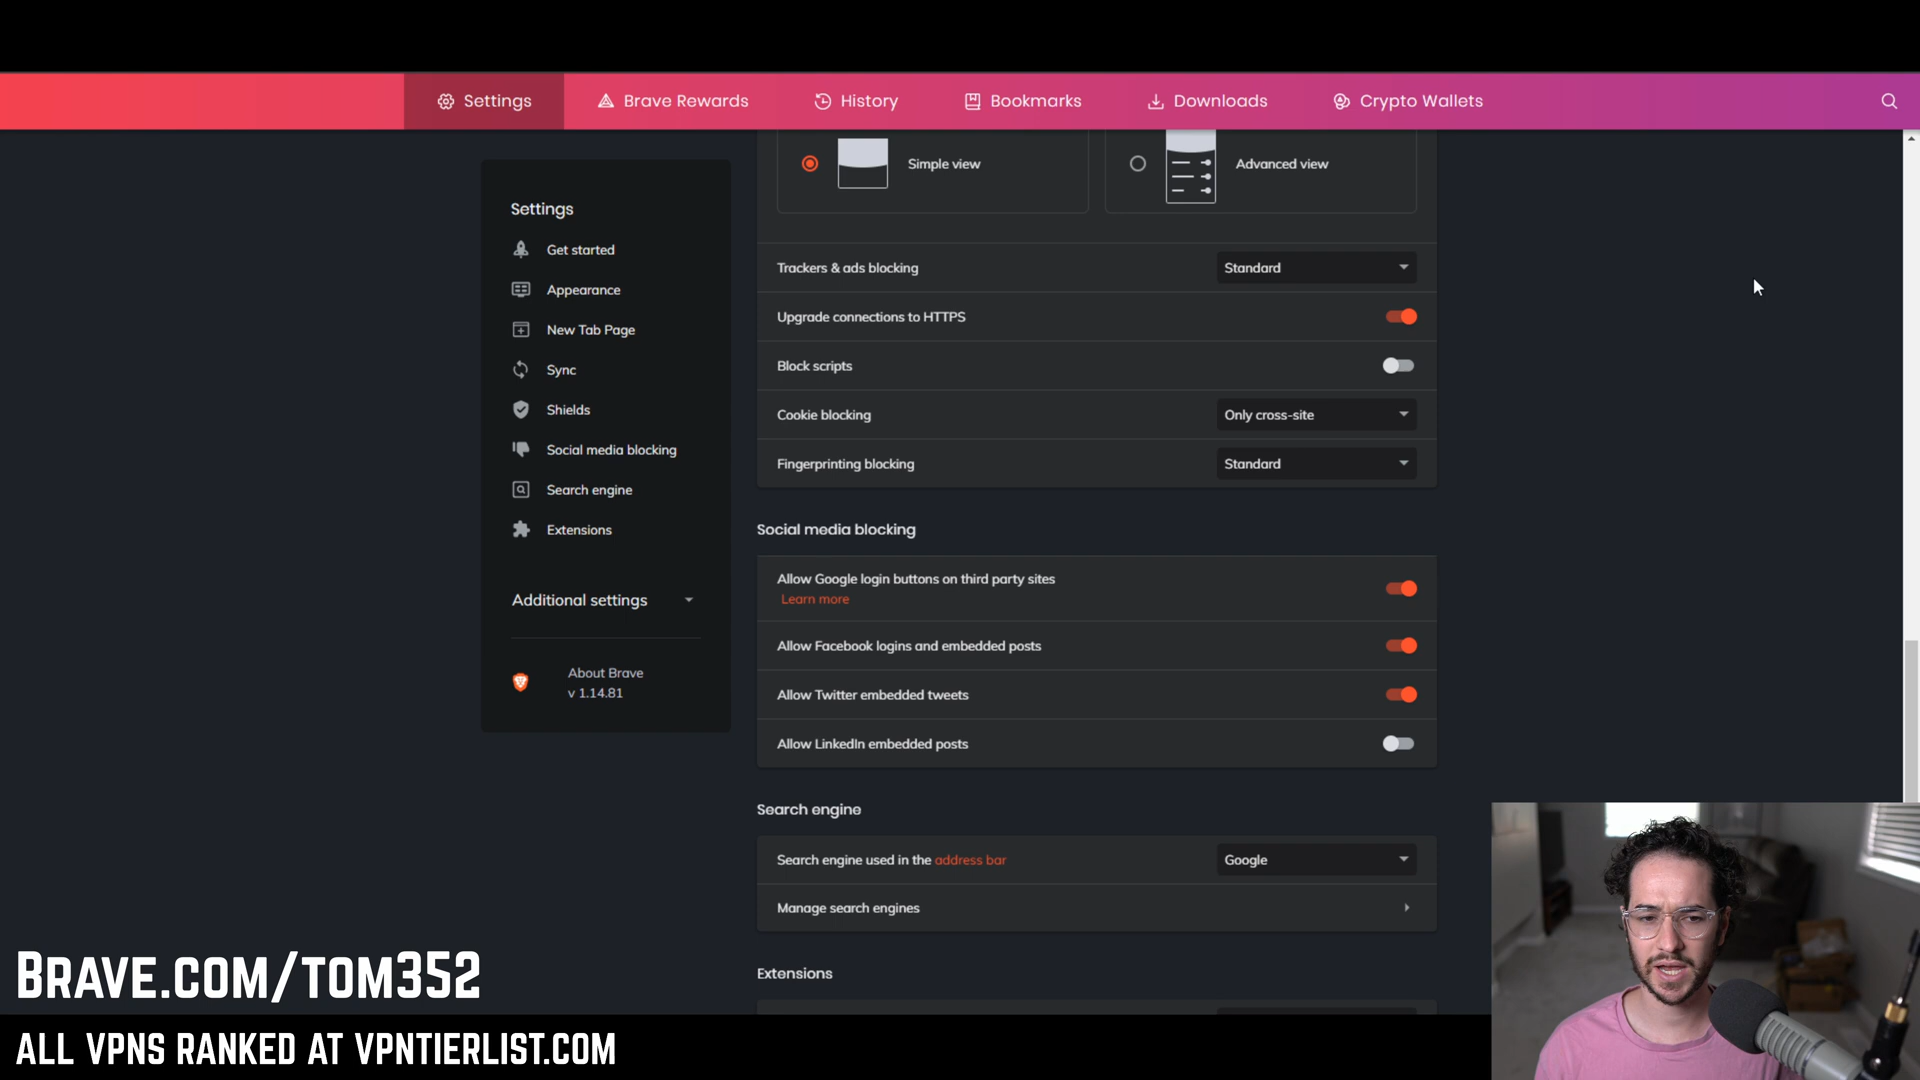 Settings
Brave Rewards
History
Bookmarks
Downloads
Crypto Wallets
Simple view
Advanced view
Settings
Get started
Appearance
New Tab Page
Sync
Shields
Social media blocking
Search engine
Extensions
Additional settings
About Brave
v 1.14.81
Trackers & ads blocking
Standard
Upgrade connections to HTTPS
Block scripts
Cookie blocking
Only cross-site
Fingerprinting blocking
Standard
Social media blocking
Allow Google login buttons on third party sites
Learn more
Allow Facebook logins and embedded posts
Allow Twitter embedded tweets
Allow LinkedIn embedded posts
Search engine
Search engine used in the address bar
Google
Manage search engines
Extensions
BRAVE.COM/TOM352
ALL VPNS RANKED AT VPNTIERLIST.COM